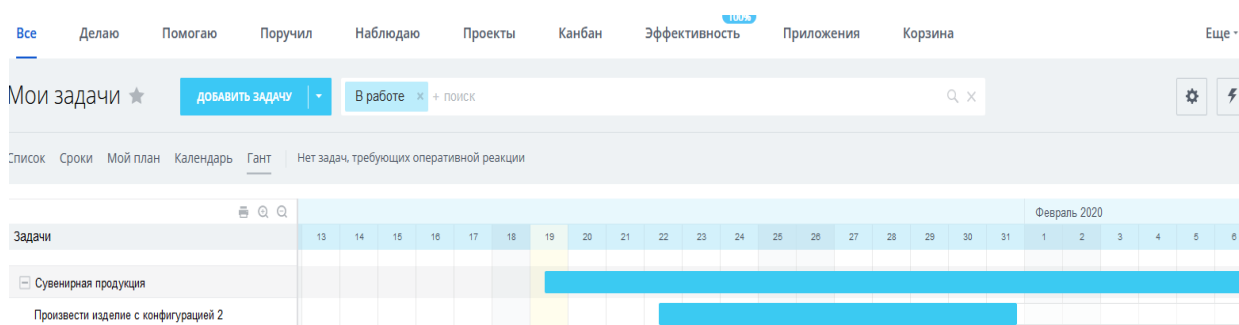 100%
Все Делаю Помогаю Поручил Наблюдаю Проекты Канбан Эффективность Приложения Корзина Еще
Мои задачи ДОБАВИТЬ ЗАДАЧУ В работе × + поиск
Список Сроки Мой план Календарь Гант Нет задач, требующих оперативной реакции
Февраль 2020
Задачи 13 14 15 16 17 18 19 20 21 22 23 24 25 26 27 28 29 30 31 1 2 3 4 5 6
Сувенирная продукция
Произвести изделие с конфигурацией 2